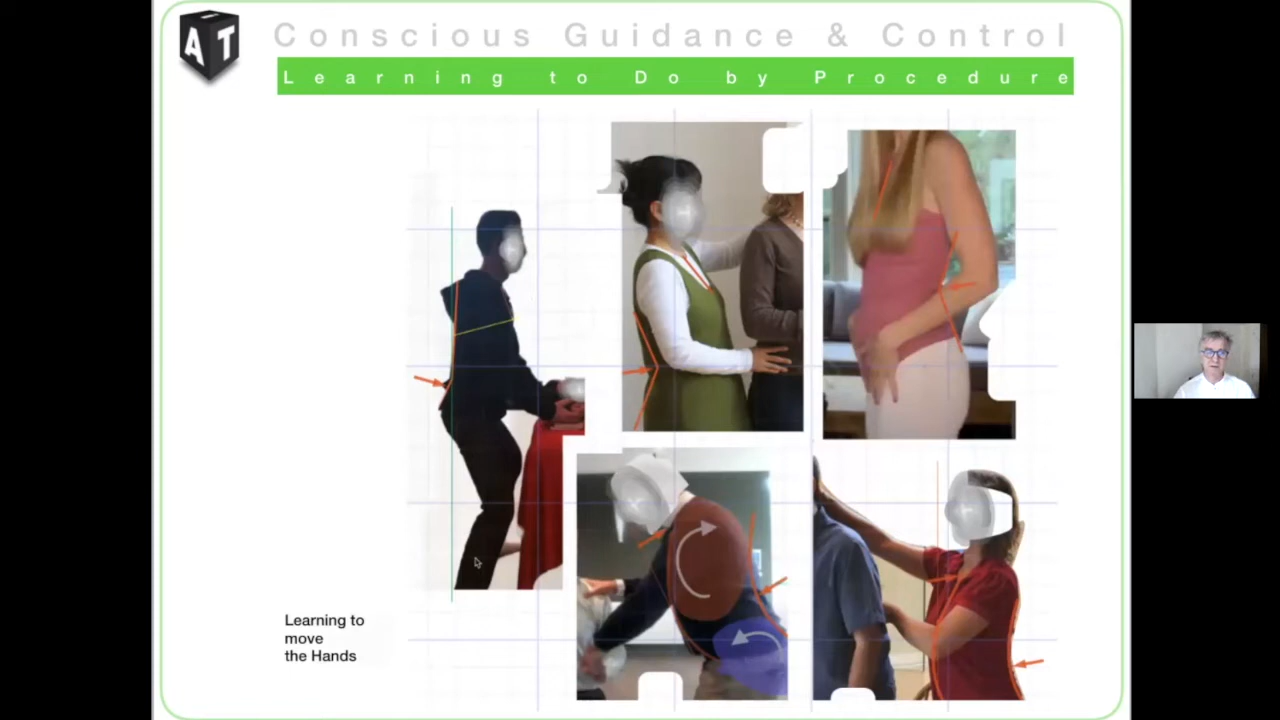 AT
Conscious Guidance & Control
Learning to Do by Procedure
Learning to
move
the Hands